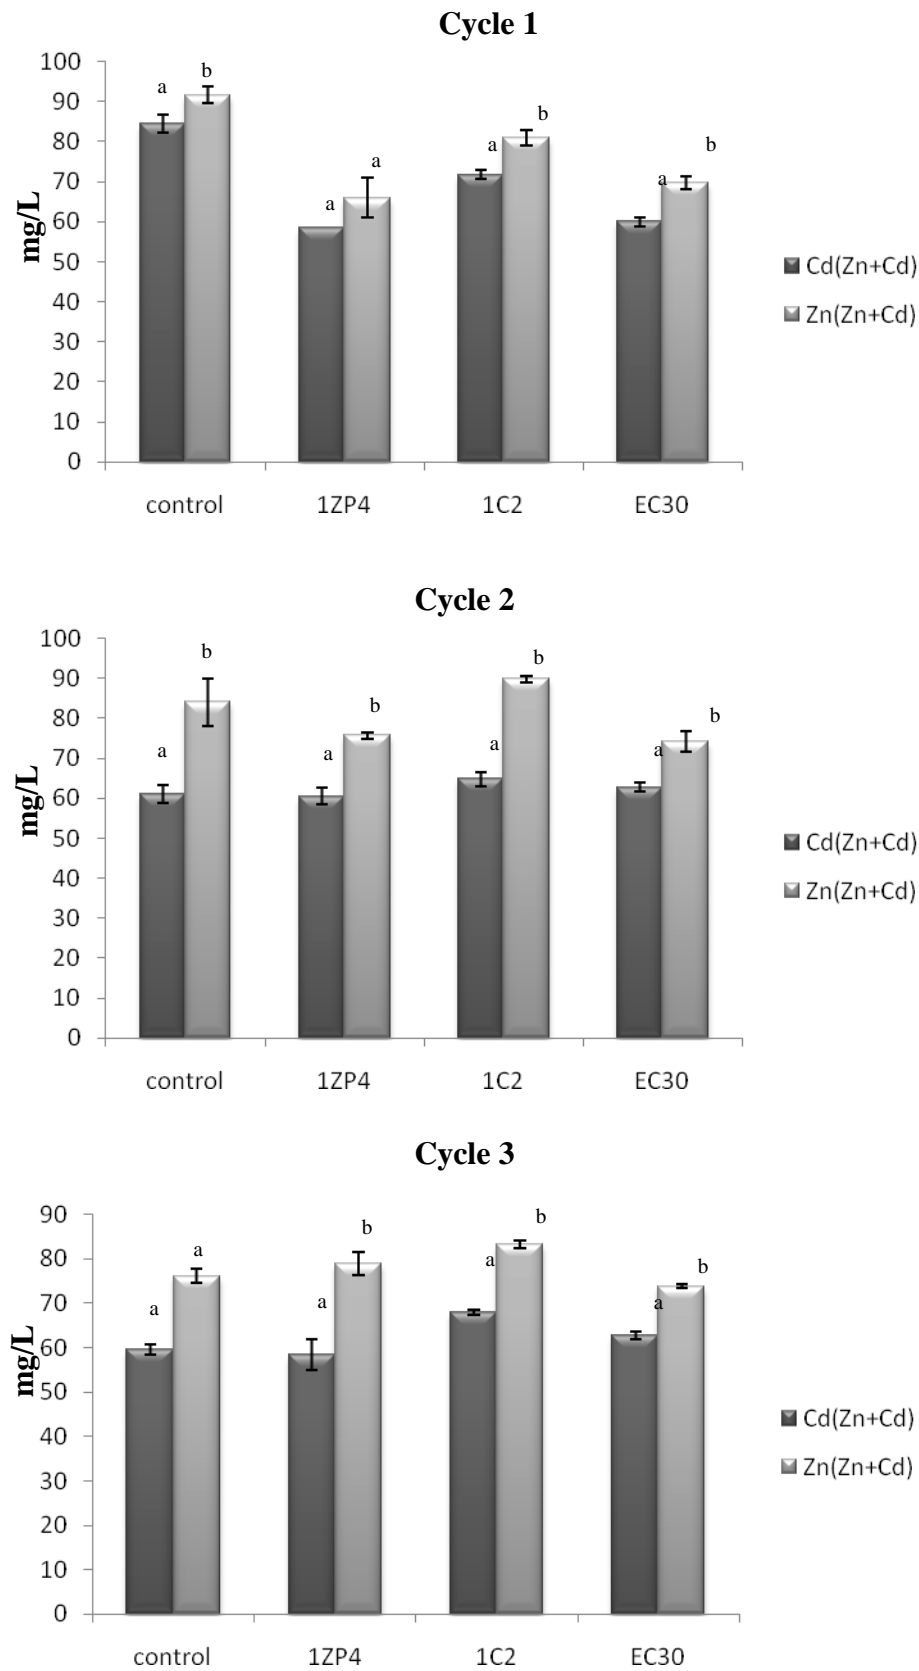 Cycle 1
mg/L
100
90
80
70
60
50
40
30
20
10
0
a
b
a
a
a
b
a
b
control
1ZP4
1C2
EC30
Cd(Zn+Cd)
Zn(Zn+Cd)
Cycle 2
mg/L
100
90
80
70
60
50
40
30
20
10
0
a
b
a
b
a
b
a
b
control
1ZP4
1C2
EC30
Cd(Zn+Cd)
Zn(Zn+Cd)
Cycle 3
mg/L
90
80
70
60
50
40
30
20
10
0
a
a
a
b
a
b
a
b
control
1ZP4
1C2
EC30
Cd(Zn+Cd)
Zn(Zn+Cd)